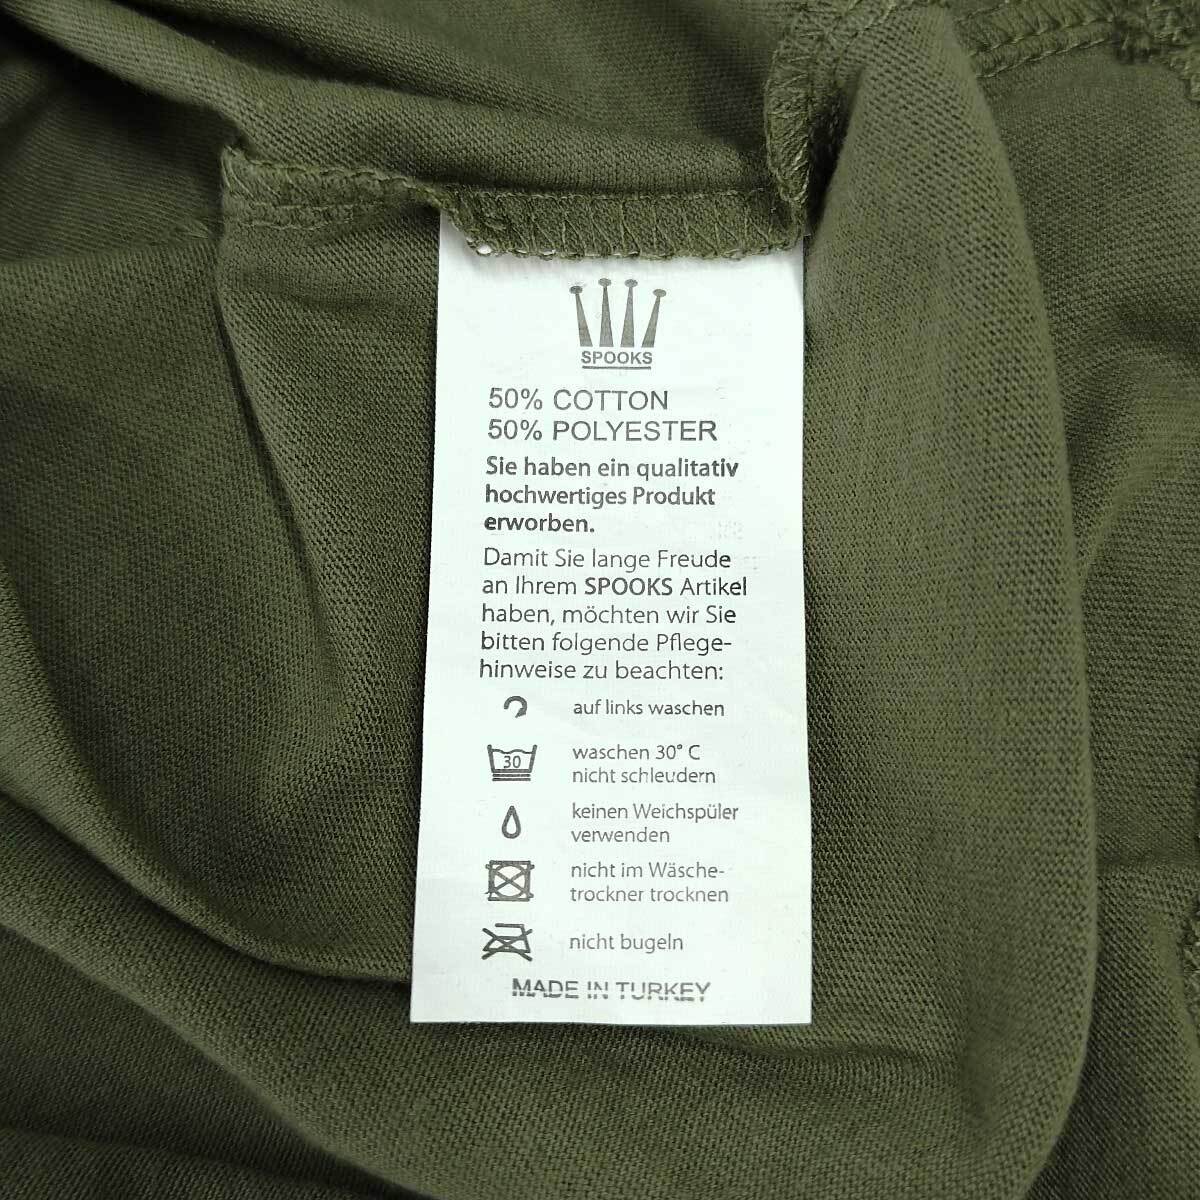 SPOOKS
50% COTTON
50% POLYESTER
Sie haben ein qualitativ
hochwertiges Produkt
erworben.
Damit Sie lange Freude
an Ihrem SPOOKS Artikel
haben, möchten wir Sie
bitten folgende Pflege-
hinweise zu beachten:
auf links waschen
30 waschen 30° C
nicht schleudern
keinen Weichspüler
verwenden
nicht im Wäsche-
trockner trocknen
nicht bugeln
MADE IN TURKEY